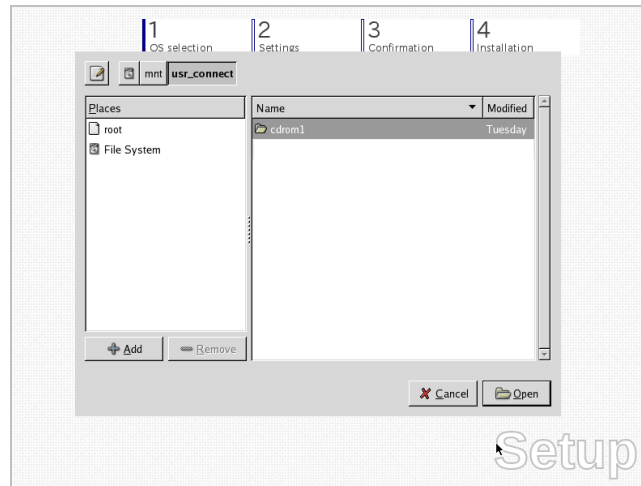 1 2 3 4
OS selection Settings Confirmation Installation
mnt usr_connect
Places Name Modified
root cdrom1 Tuesday
File System
Add Remove
Cancel Open
Setup